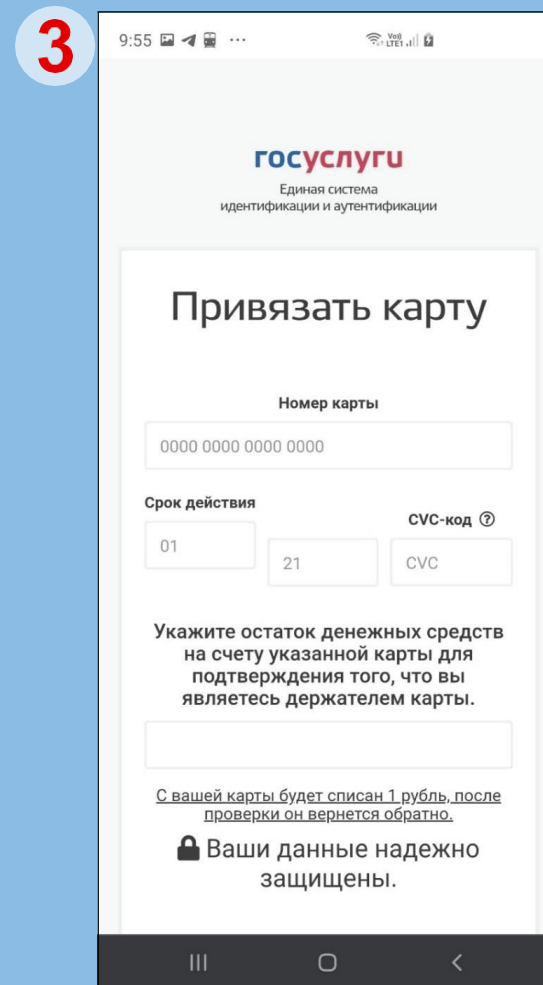 3
9:55
Vo))
LTE1
госуслуги
Единая система
идентификации и аутентификации
Привязать карту
Номер карты
0000 0000 0000 0000
Срок действия
CVC-код ?
01
21
CVC
Укажите остаток денежных средств
на счету указанной карты для
подтверждения того, что вы
являетесь держателем карты.
С вашей карты будет списан 1 рубль, после
проверки он вернется обратно.
Ваши данные надежно
защищены.